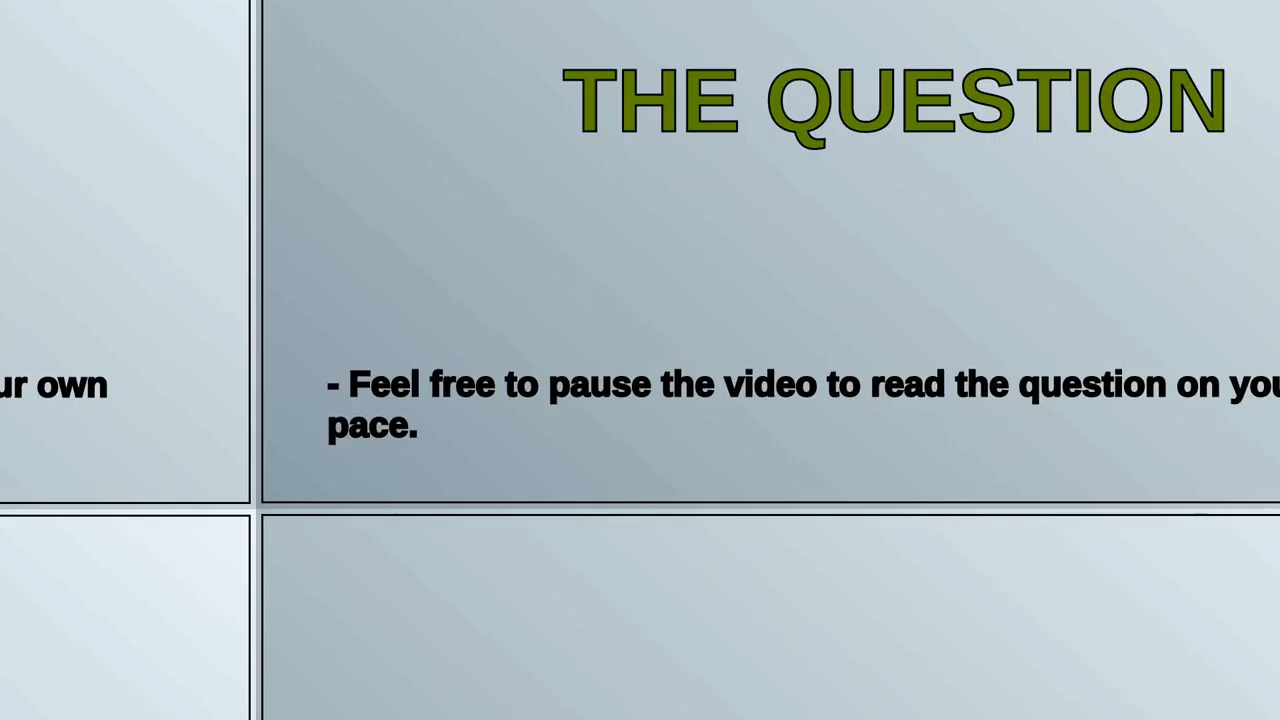 THE QUESTION
ur own
- Feel free to pause the video to read the question on you
pace.